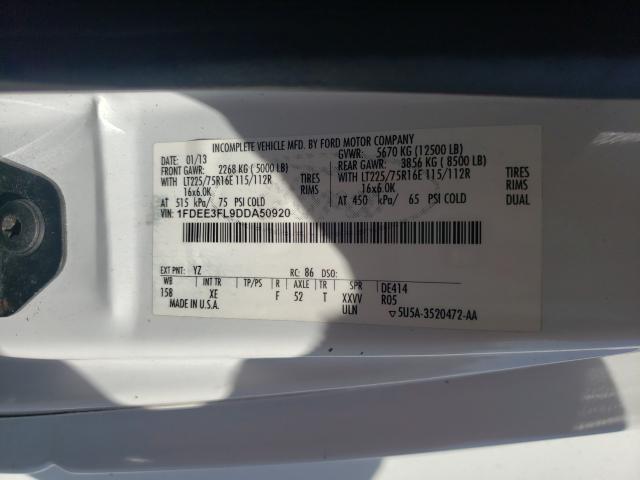 INCOMPLETE VEHICLE MFD. BY FORD MOTOR COMPANY
DATE: 01/13 GVWR: 5670 KG (12500 LB)
FRONT GAWR: 2268 KG (5000 LB) REAR GAWR: 3856 KG (8500 LB)
WITH LT225/75R16E 115/112R TIRES WITH LT225/75R16E 115/112R TIRES
16x6.0K RIMS 16x6.0K RIMS
AT 515 kPa/ 75 PSI COLD AT 450 kPa/ 65 PSI COLD DUAL
VIN: 1FDEE3FL9DDA50920
EXT PNT: YZ RC: 86 DSO:
WB INT TR TP/PS R AXLE TR SPR DE414
158 XE F 52 T XXVV R05
MADE IN U.S.A. ULN ▽5U5A-3520472-AA